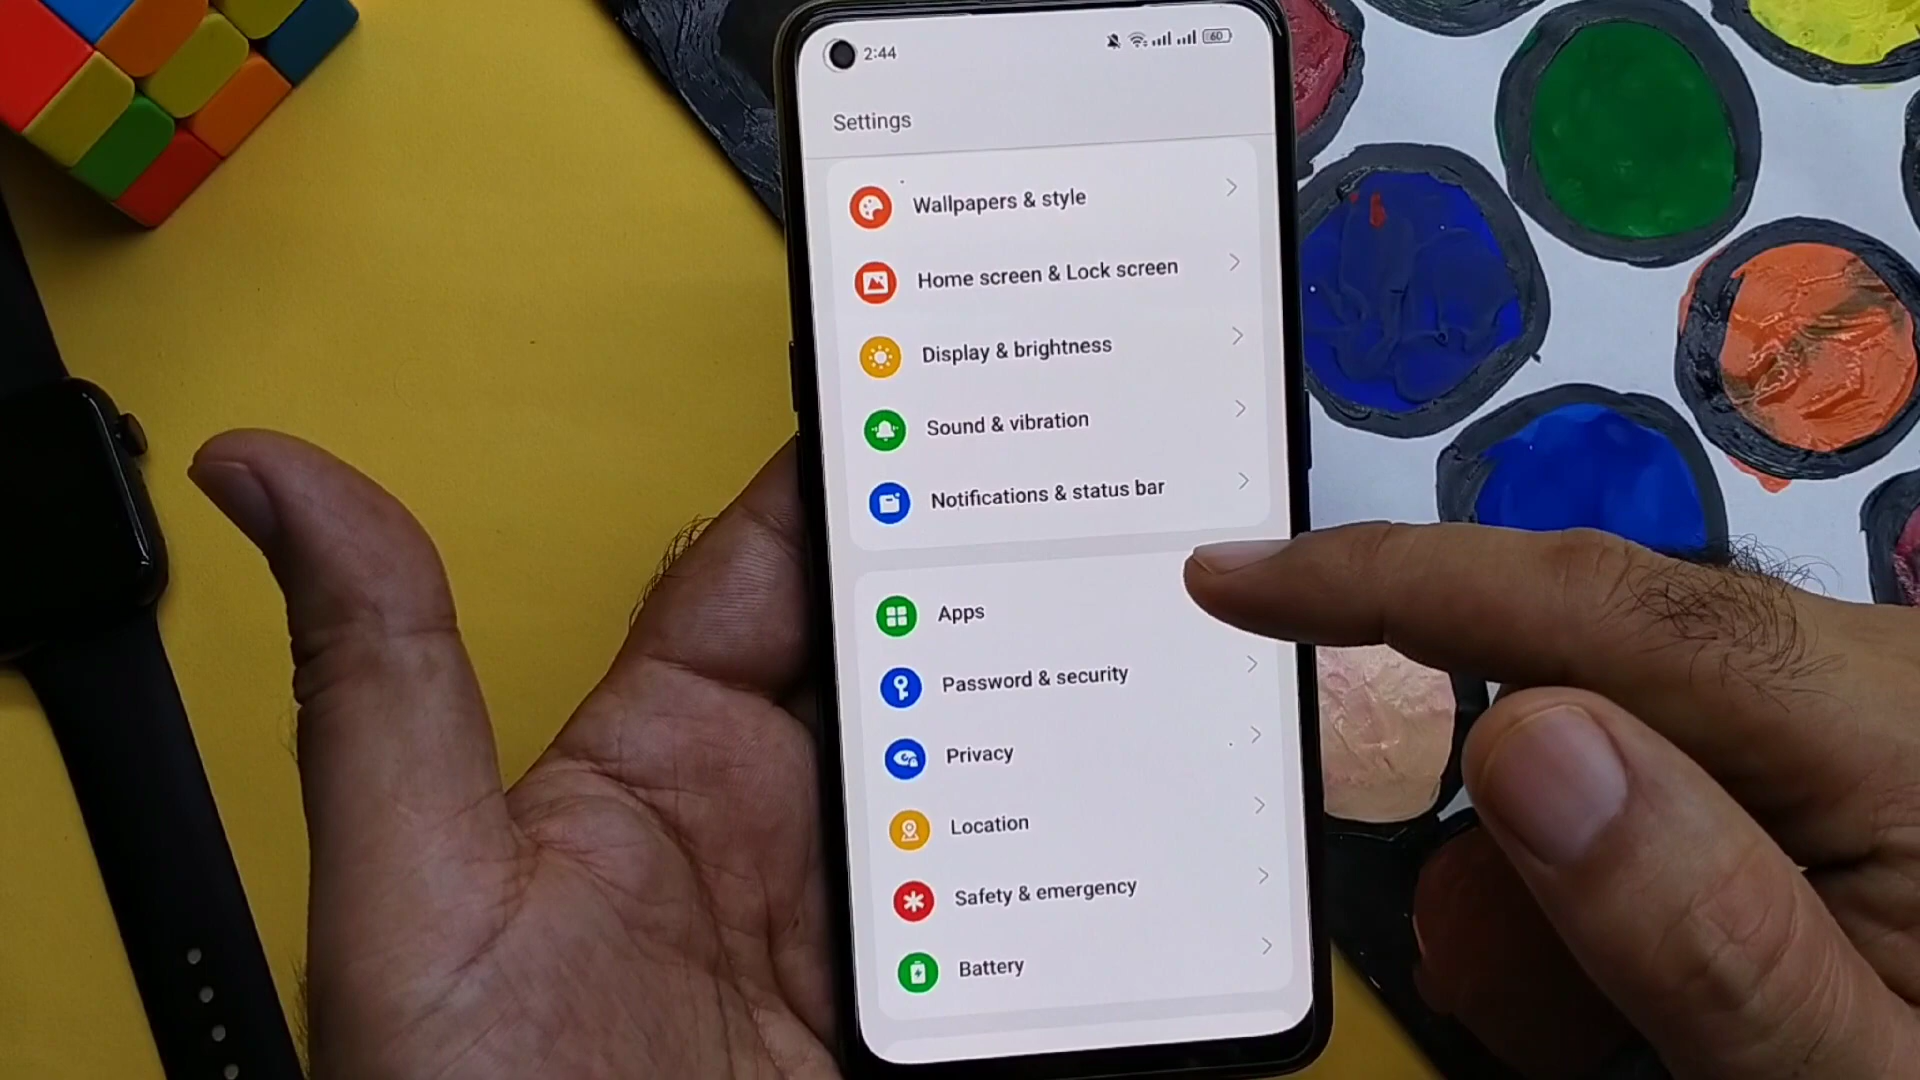 2:44
60
Settings
Wallpapers & style
Home screen & Lock screen
Display & brightness
Sound & vibration
Notifications & status bar
Apps
Password & security
Privacy
Location
Safety & emergency
Battery